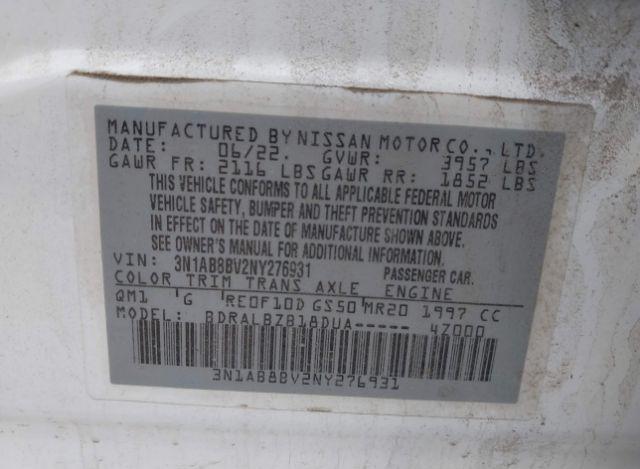 MANUFACTURED BY NISSAN MOTOR CO., LTD.
DATE: 06/22. GVWR: 3957 LBS
GAWR FR: 2116 LBS GAWR RR: 1852 LBS
THIS VEHICLE CONFORMS TO ALL APPLICABLE FEDERAL MOTOR
VEHICLE SAFETY, BUMPER AND THEFT PREVENTION STANDARDS
IN EFFECT ON THE DATE OF MANUFACTURE SHOWN ABOVE.
SEE OWNER'S MANUAL FOR ADDITIONAL INFORMATION.
VIN: 3N1AB8BV2NY276931 PASSENGER CAR.
COLOR TRIM TRANS AXLE ENGINE
QM1 G RE0F10D GS50 MR20 1997 CC
MODEL: BDRALBZB18DUA----- 4Z000
3N1AB8BV2NY276931